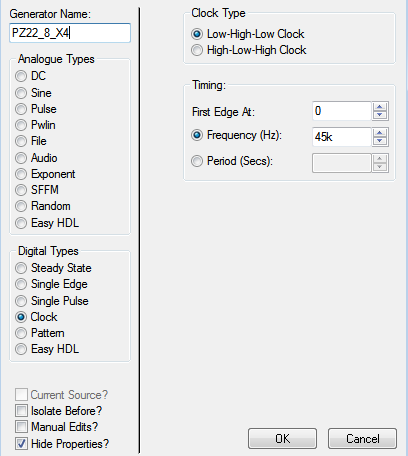 Generator Name:
PZ22_8_X4
Analogue Types
DC
Sine
Pulse
Pwlin
File
Audio
Exponent
SFFM
Random
Easy HDL
Digital Types
Steady State
Single Edge
Single Pulse
Clock
Pattern
Easy HDL
Current Source?
Isolate Before?
Manual Edits?
Hide Properties?
Clock Type
Low-High-Low Clock
High-Low-High Clock
Timing:
First Edge At: 0
Frequency (Hz): 45k
Period (Secs):
OK Cancel